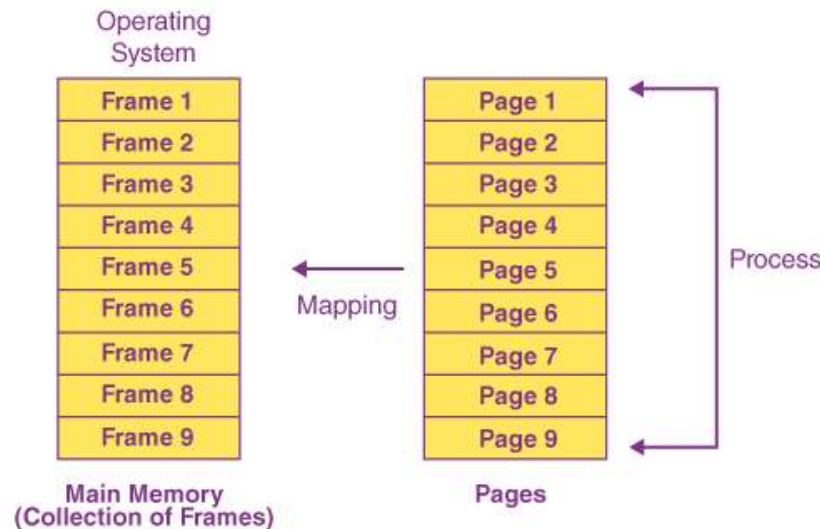 Operating
System
Frame 1
Frame 2
Frame 3
Frame 4
Frame 5
Frame 6
Frame 7
Frame 8
Frame 9
Main Memory
(Collection of Frames)
Mapping
Page 1
Page 2
Page 3
Page 4
Page 5
Page 6
Page 7
Page 8
Page 9
Pages
Process